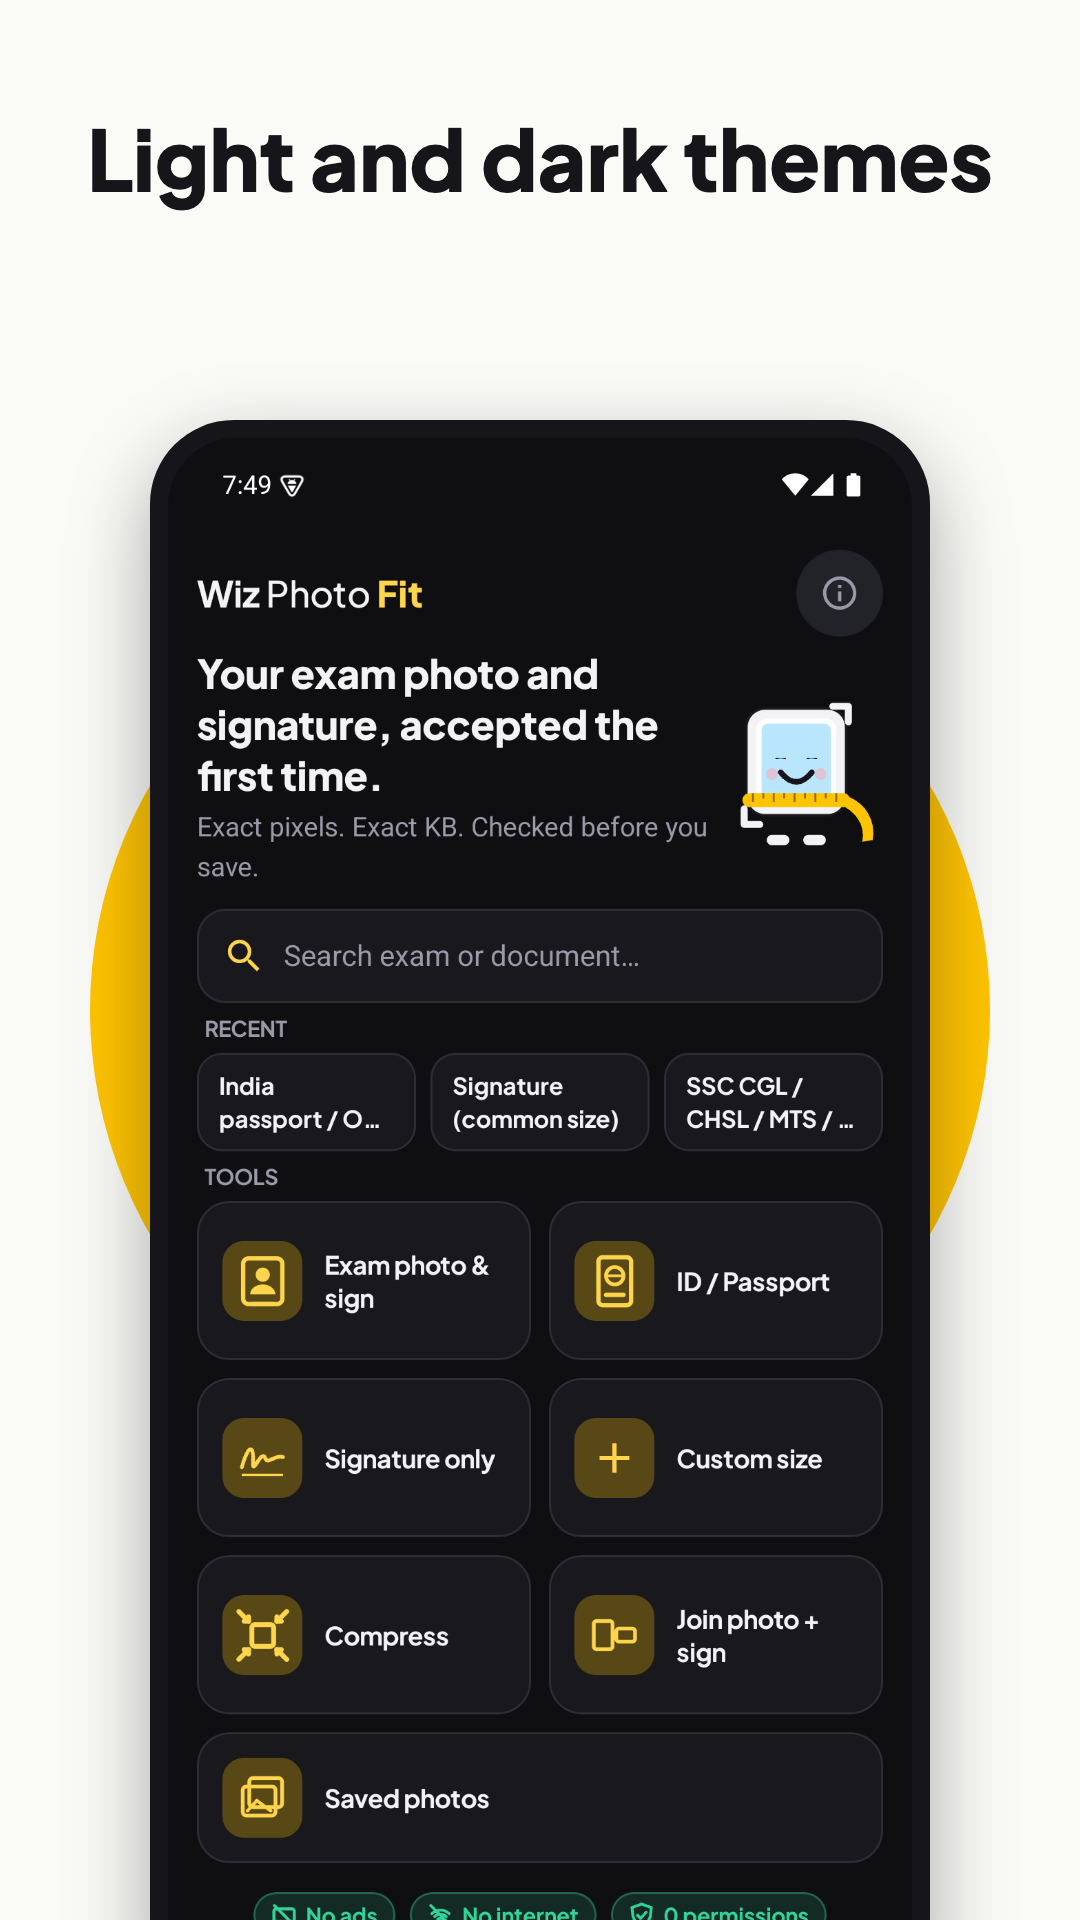 Light and dark themes
7:49
Wiz Photo Fit
Your exam photo and
signature, accepted the
first time.
Exact pixels. Exact KB. Checked before you
save.
Search exam or document...
RECENT
India
passport / O...
Signature
(common size)
SSC CGL /
CHSL / MTS / ...
TOOLS
Exam photo &
sign
ID / Passport
Signature only
Custom size
Compress
Join photo +
sign
Saved photos
No ads
No internet
0 permissions